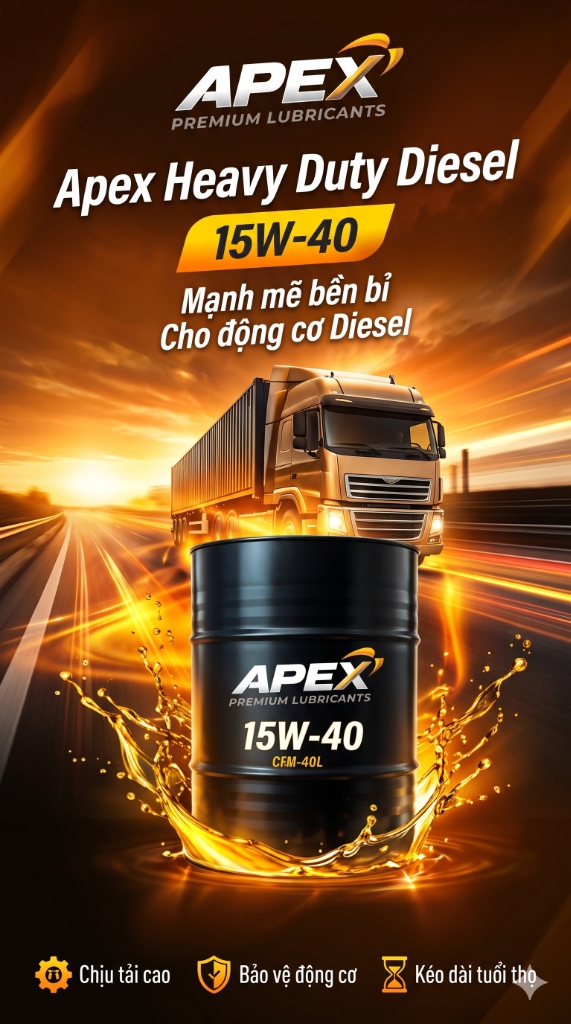 APEX
PREMIUM LUBRICANTS
Apex Heavy Duty Diesel
15W-40
Mạnh mẽ bền bỉ
Cho động cơ Diesel
APEX
PREMIUM LUBRICANTS
15W-40
CFM-40L
Chịu tải cao
Bảo vệ động cơ
Kéo dài tuổi thọ